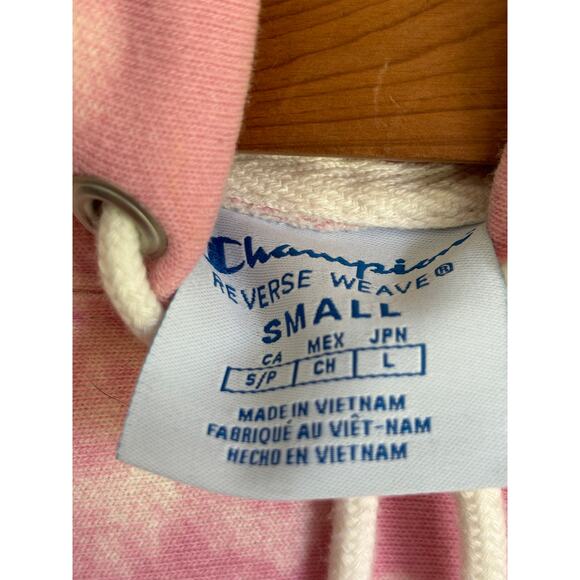 Champion
REVERSE WEAVE®
SMALL
CA MEX JPN
S/P CH L
MADE IN VIETNAM
FABRIQUÉ AU VIÊT-NAM
HECHO EN VIETNAM